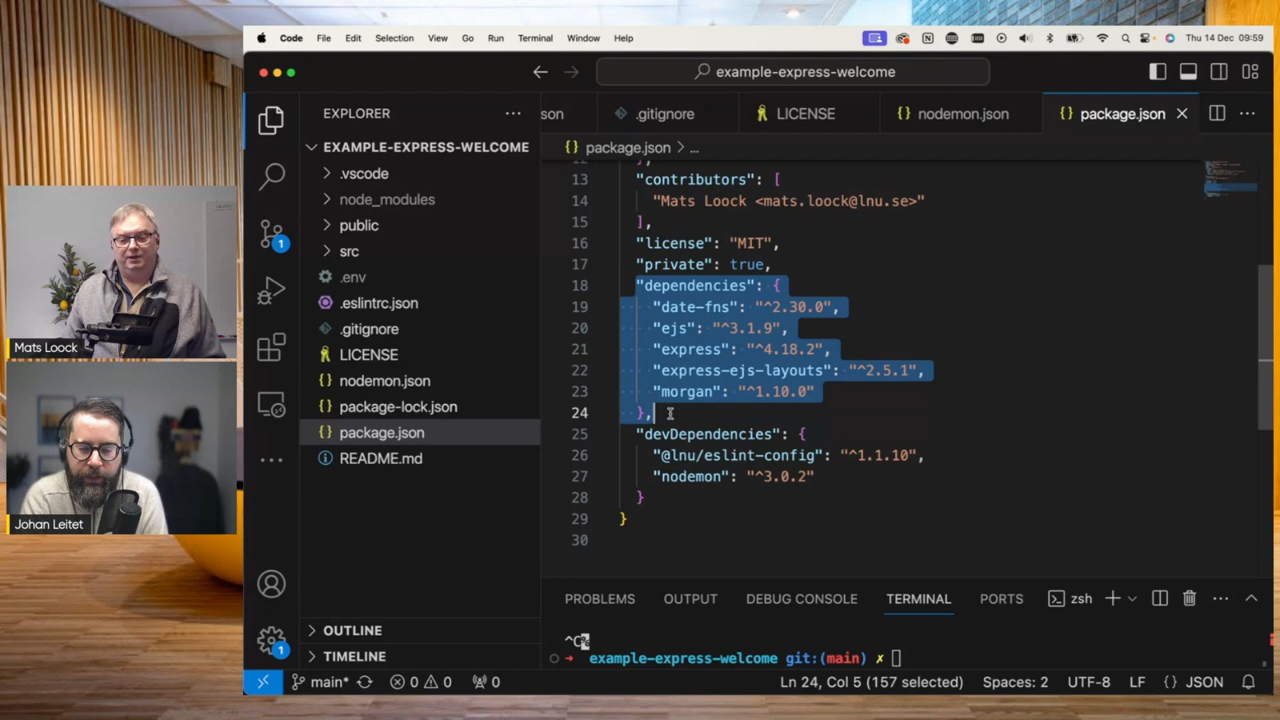 Code File Edit Selection View Go Run Terminal Window Help
Thu 14 Dec 09:59
example-express-welcome
EXPLORER
son
.gitignore
LICENSE
{} nodemon.json
{} package.json
EXAMPLE-EXPRESS-WELCOME
.vscode
node_modules
public
src
.env
.eslintrc.json
.gitignore
LICENSE
{} nodemon.json
{} package-lock.json
{} package.json
README.md
OUTLINE
TIMELINE
1
1
{} package.json > ...
13 "contributors": [
14 "Mats Loock <mats.loock@lnu.se>"
15 ],
16 "license": "MIT",
17 "private": true,
18 "dependencies": {
19 "date-fns": "^2.30.0",
20 "ejs": "^3.1.9",
21 "express": "^4.18.2",
22 "express-ejs-layouts": "^2.5.1",
23 "morgan": "^1.10.0"
24 },
25 "devDependencies": {
26 "@lnu/eslint-config": "^1.1.10",
27 "nodemon": "^3.0.2"
28 }
29 }
30
PROBLEMS OUTPUT DEBUG CONSOLE TERMINAL PORTS zsh
^C%
example-express-welcome git:(main) ✗
main* 0 0 0 Ln 24, Col 5 (157 selected) Spaces: 2 UTF-8 LF {} JSON
Mats Loock
Johan Leitet